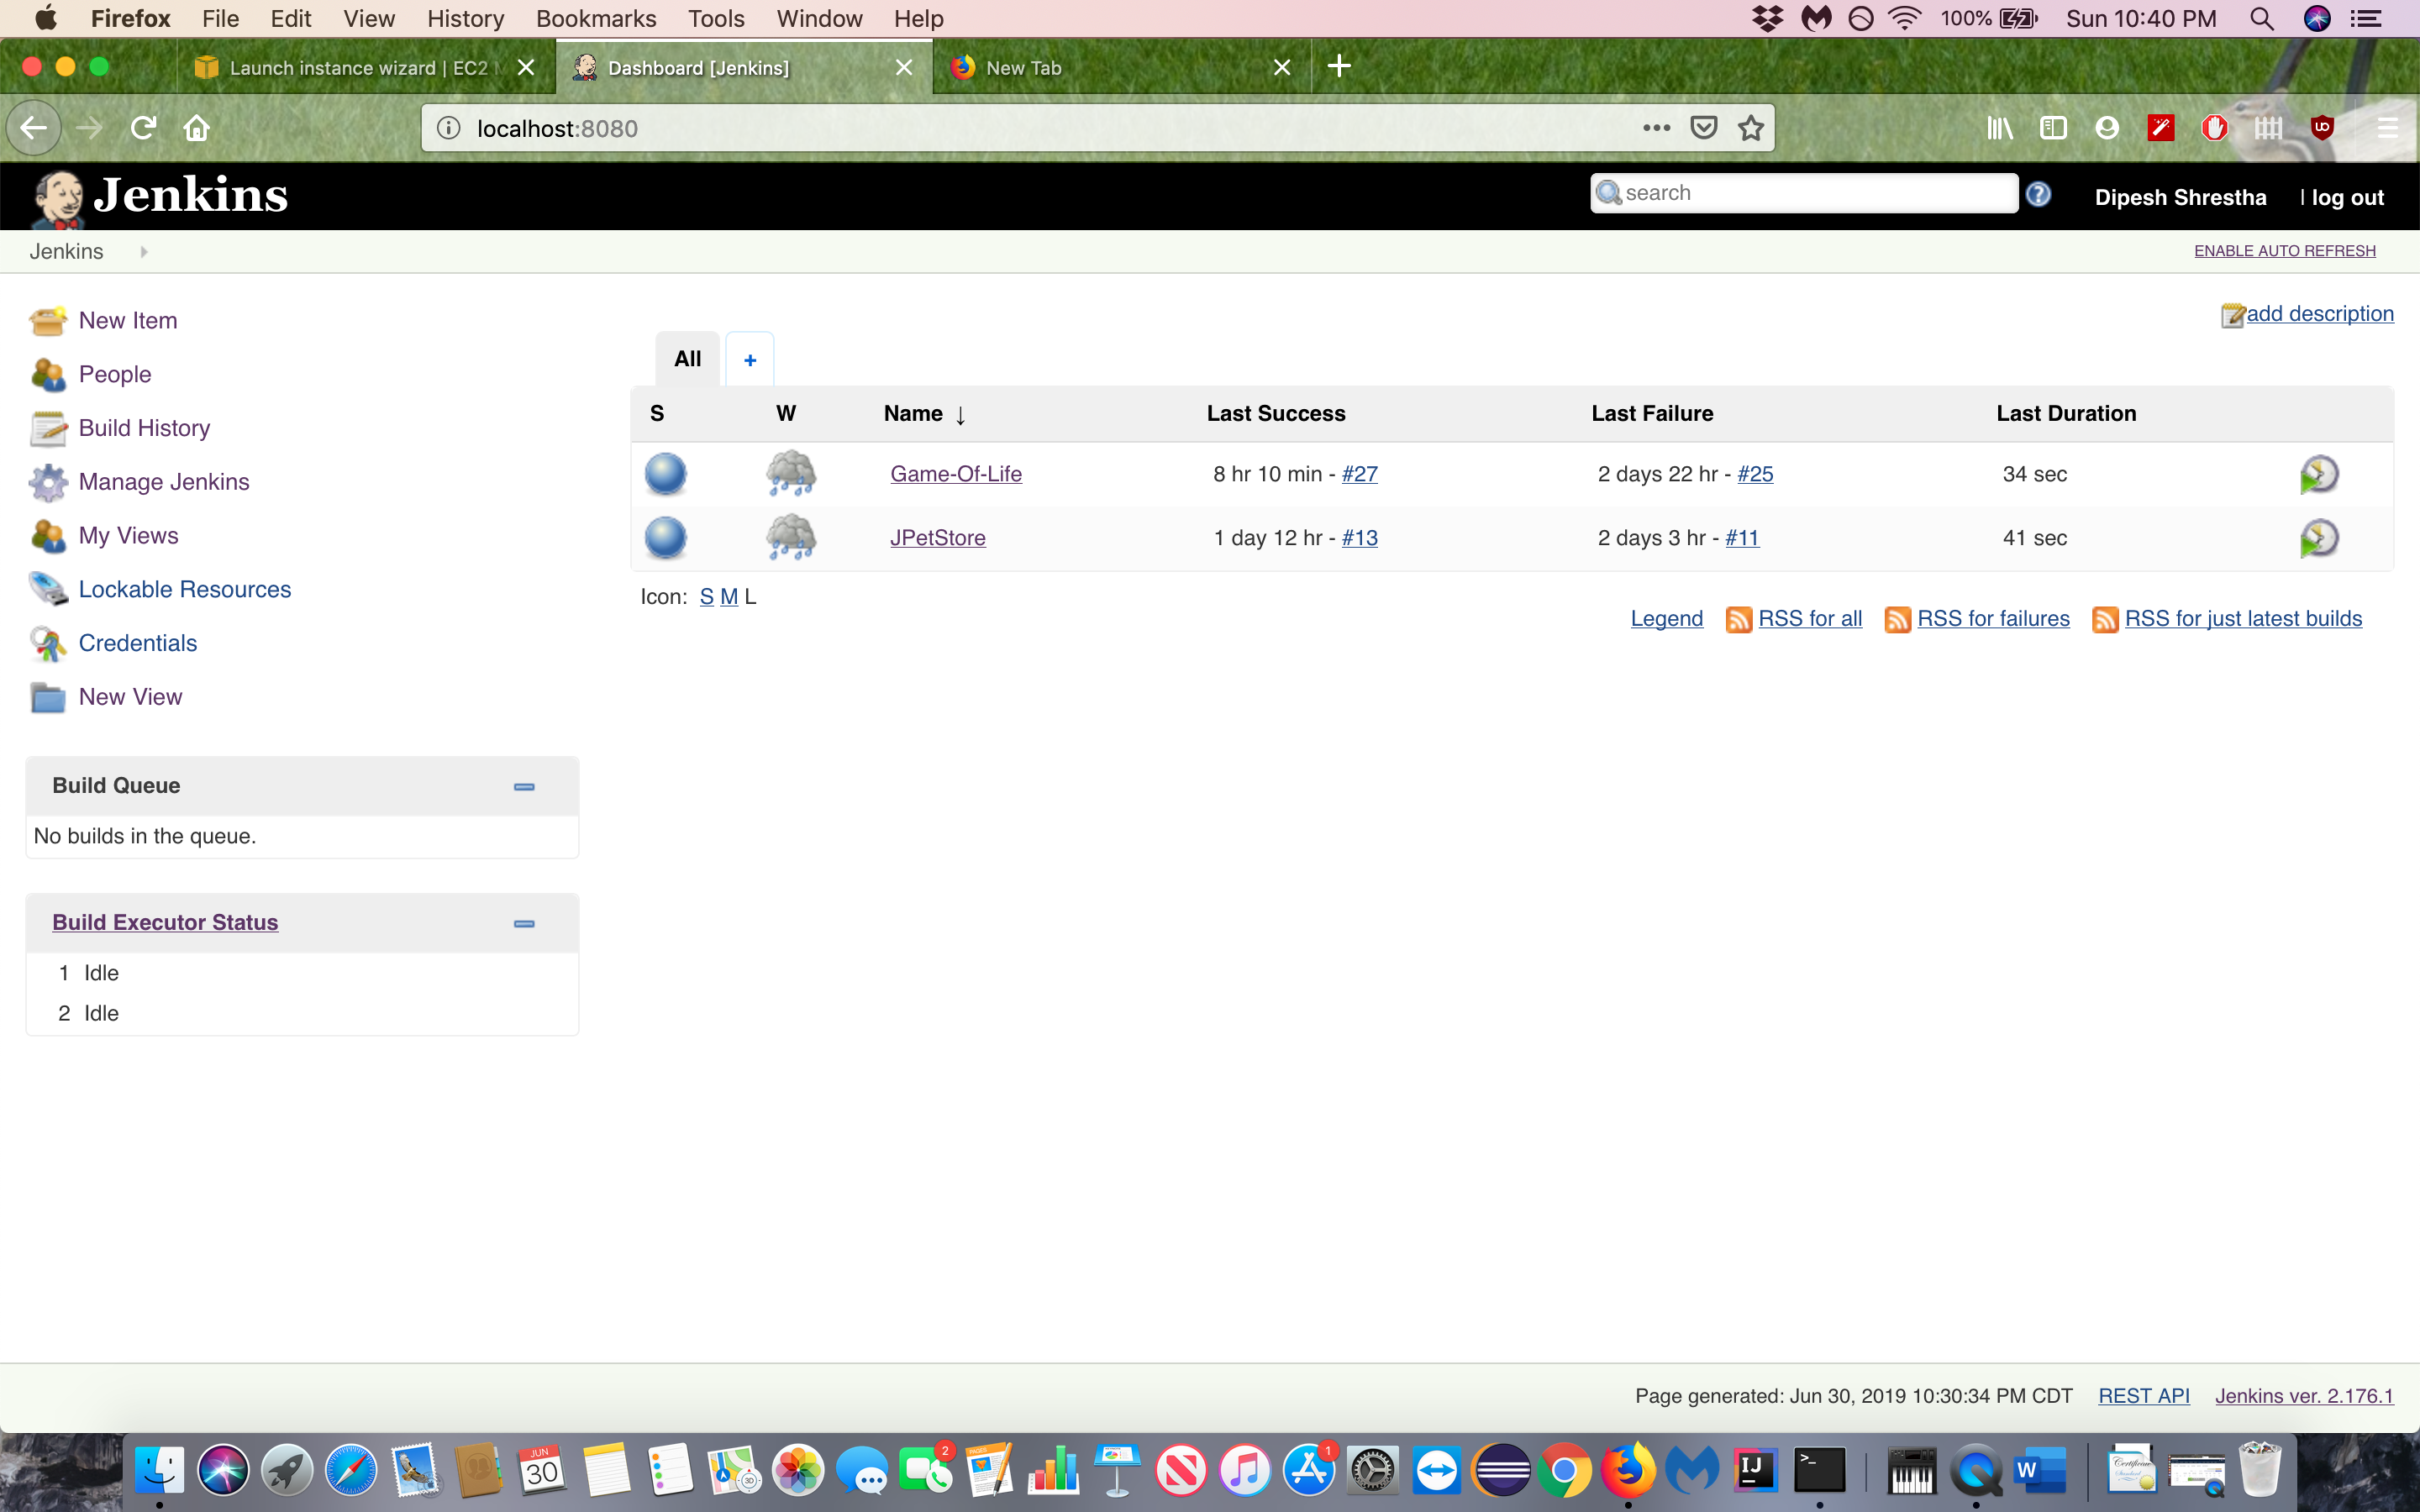 Firefox File Edit View History Bookmarks Tools Window Help 100% Sun 10:40 PM
Launch instance wizard | EC2 M Dashboard [Jenkins] New Tab
localhost:8080
Jenkins search Dipesh Shrestha | log out
Jenkins ENABLE AUTO REFRESH
add description
New Item
People
Build History
Manage Jenkins
My Views
Lockable Resources
Credentials
New View
All +
S W Name ↓ Last Success Last Failure Last Duration
Game-Of-Life 8 hr 10 min - #27 2 days 22 hr - #25 34 sec
JPetStore 1 day 12 hr - #13 2 days 3 hr - #11 41 sec
Icon: S M L
Legend RSS for all RSS for failures RSS for just latest builds
Build Queue
No builds in the queue.
Build Executor Status
1 Idle
2 Idle
Page generated: Jun 30, 2019 10:30:34 PM CDT REST API Jenkins ver. 2.176.1
JUN
30
2
PAGES
3D
1
IJ
>_
W